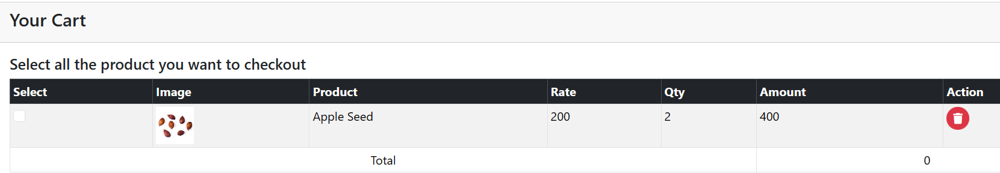 Your Cart
Select all the product you want to checkout
Select Image Product Rate Qty Amount Action
Apple Seed 200 2 400
Total 0